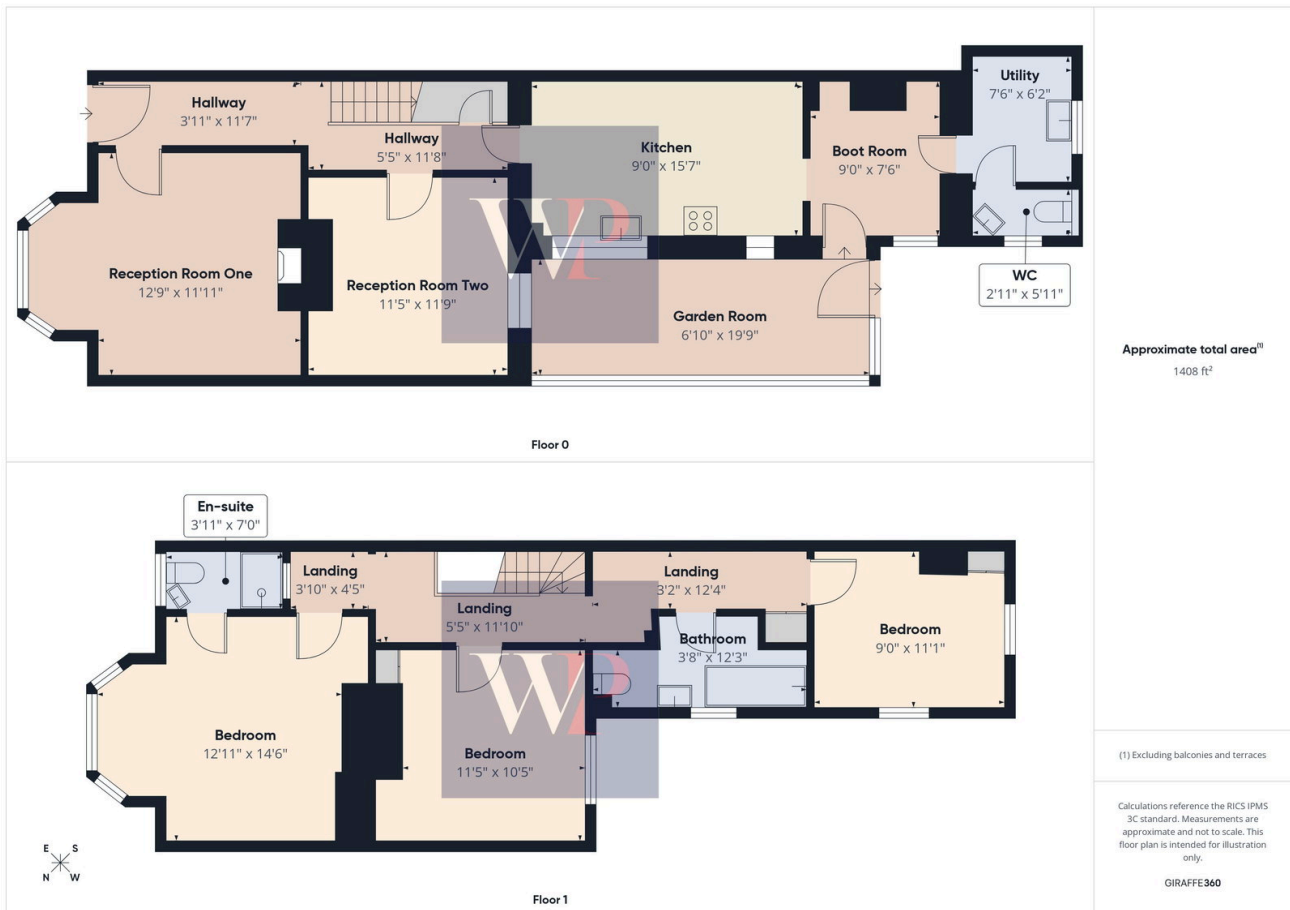 Utility
7'6" x 6'2"
Hallway
3'11" x 11'7"
Hallway
5'5" x 11'8"
Kitchen
9'0" x 15'7"
Boot Room
9'0" x 7'6"
WP
Reception Room One
12'9" x 11'11"
Reception Room Two
11'5" x 11'9"
Garden Room
6'10" x 19'9"
WC
2'11" x 5'11"
Floor 0
Approximate total area(1)
1408 ft²
En-suite
3'11" x 7'0"
Landing
3'10" x 4'5"
Landing
5'5" x 11'10"
Landing
3'2" x 12'4"
Bathroom
3'8" x 12'3"
Bedroom
9'0" x 11'1"
WP
Bedroom
12'11" x 14'6"
Bedroom
11'5" x 10'5"
E S
N W
Floor 1
(1) Excluding balconies and terraces
Calculations reference the RICS IPMS
3C standard. Measurements are
approximate and not to scale. This
floor plan is intended for illustration
only.
GIRAFFE360